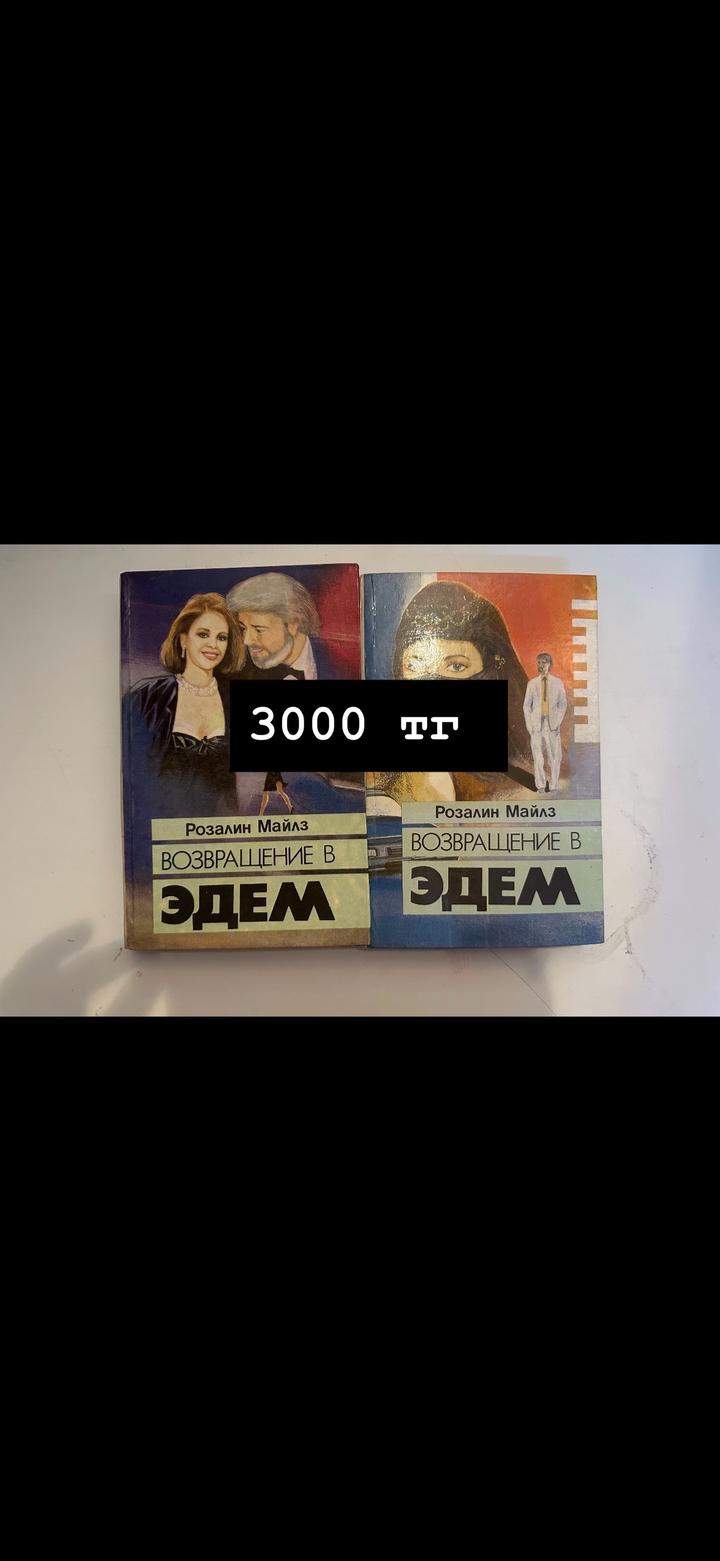 3000 тг
Розалин Майлз
ВОЗВРАЩЕНИЕ В
ЭДЕМ
Розалин Майлз
ВОЗВРАЩЕНИЕ В
ЭДЕМ